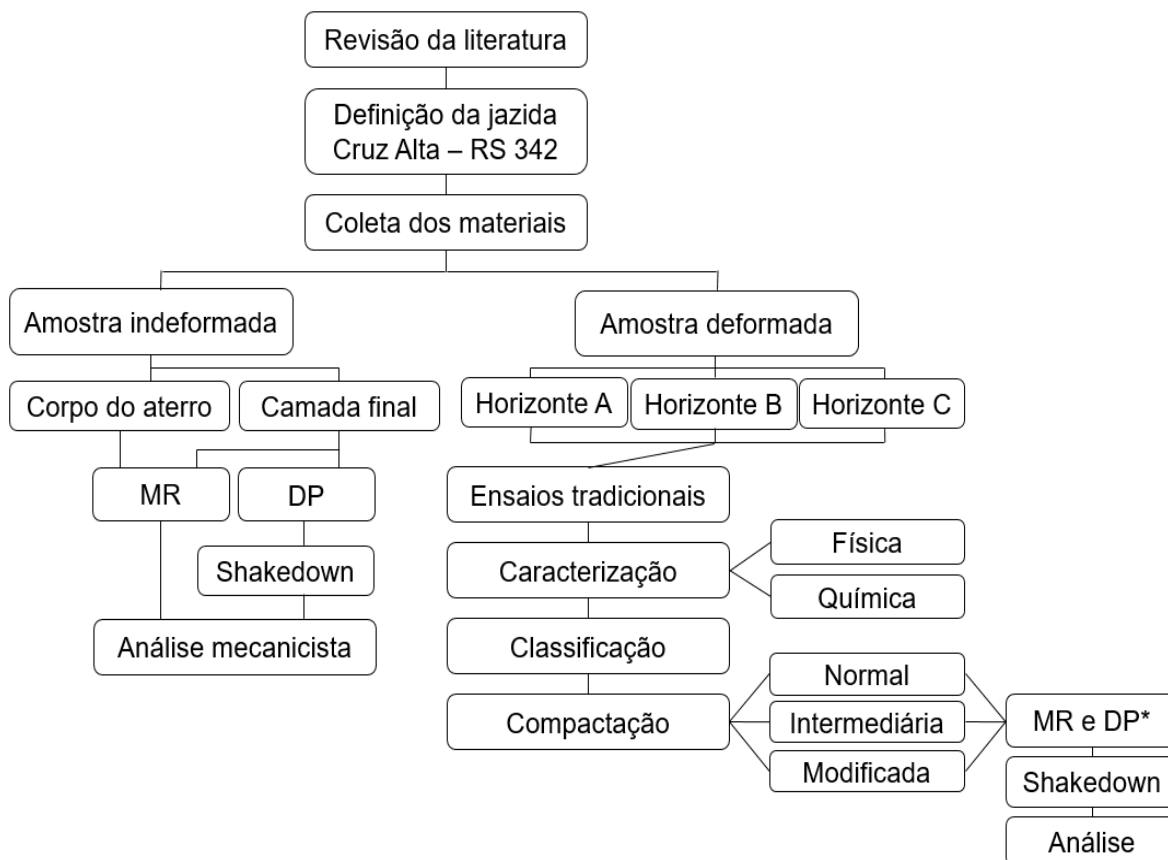 Revisão da literatura
Definição da jazida
Cruz Alta – RS 342
Coleta dos materiais
Amostra indeformada
Amostra deformada
Corpo do aterro
Camada final
Horizonte A
Horizonte B
Horizonte C
MR
DP
Ensaios tradicionais
Shakedown
Caracterização
Física
Química
Análise mecanicista
Classificação
Compactação
Normal
Intermediária
Modificada
MR e DP*
Shakedown
Análise